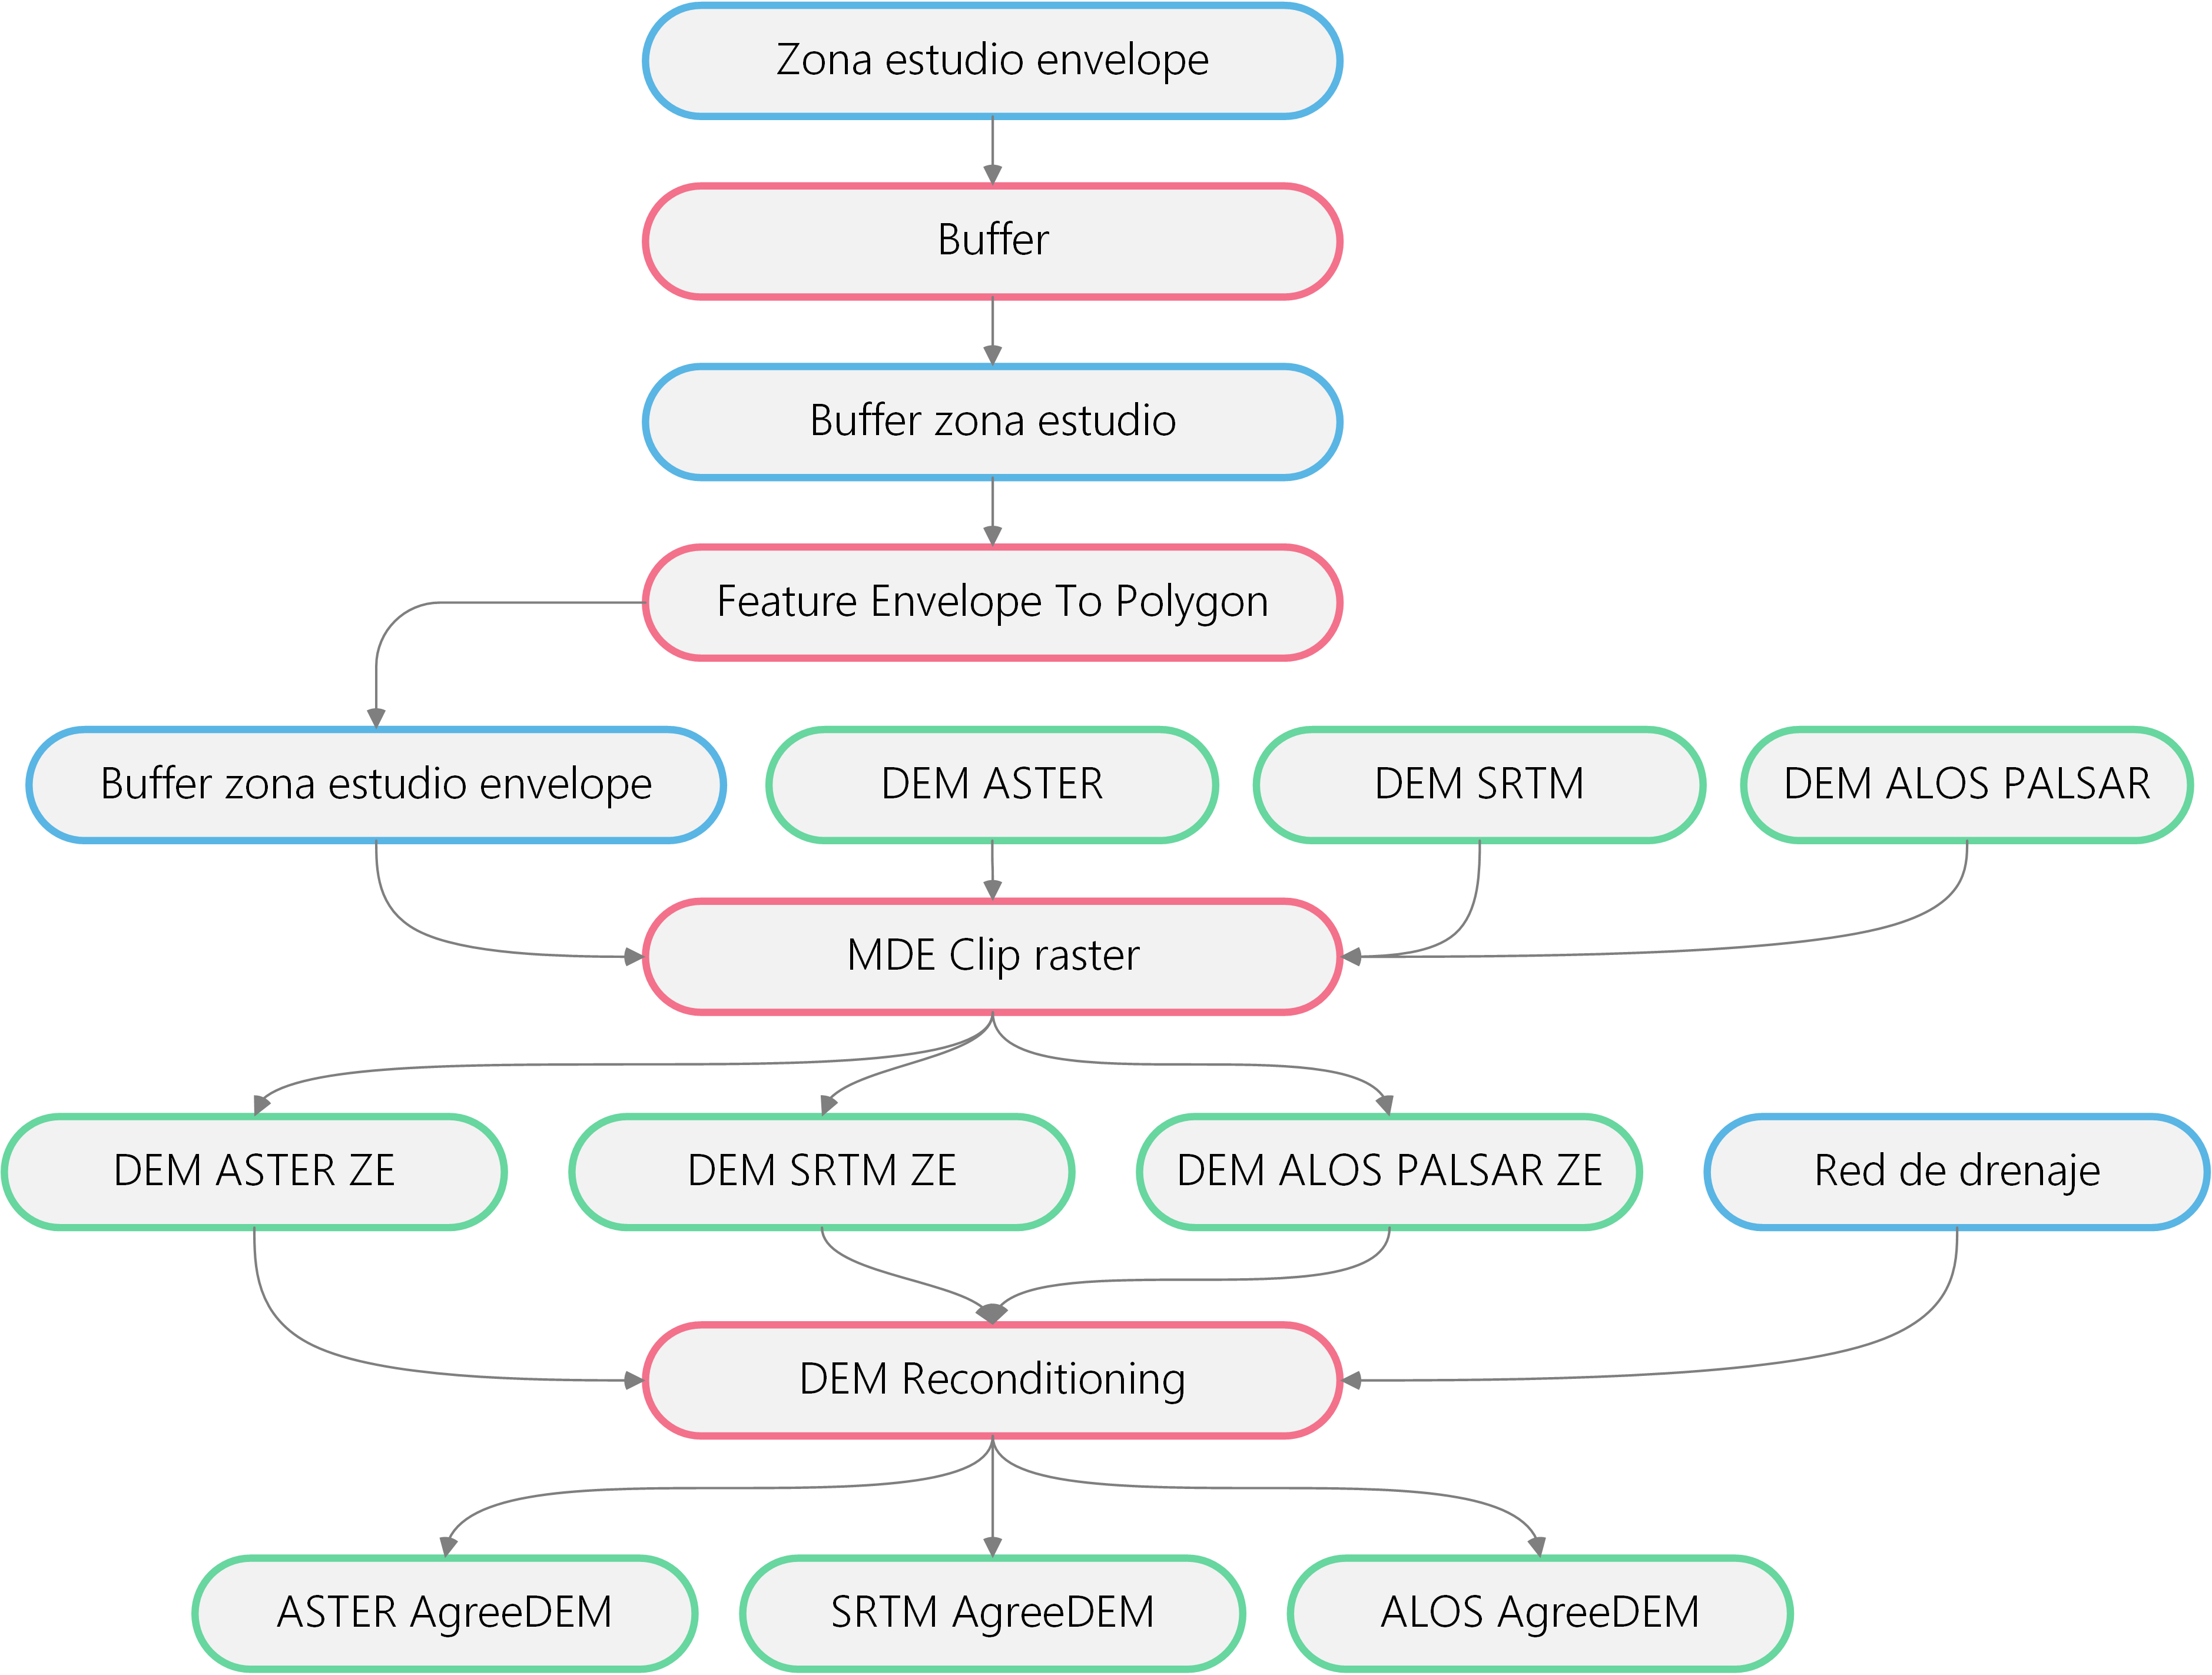 Zona estudio envelope
Buffer
Buffer zona estudio
Feature Envelope To Polygon
Buffer zona estudio envelope
DEM ASTER
DEM SRTM
DEM ALOS PALSAR
MDE Clip raster
DEM ASTER ZE
DEM SRTM ZE
DEM ALOS PALSAR ZE
Red de drenaje
DEM Reconditioning
ASTER AgreeDEM
SRTM AgreeDEM
ALOS AgreeDEM